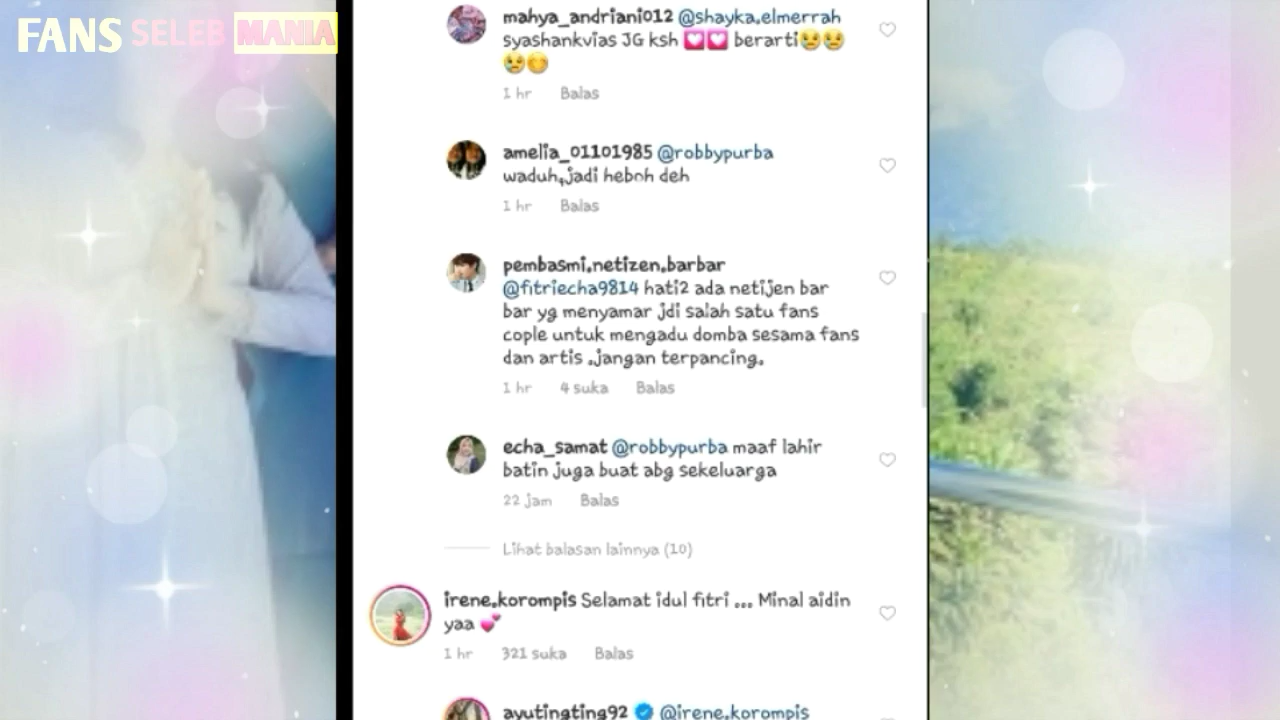 FANS SELEB MANIA
mahya_andriani012 @shayka.elmerrah
syashankvias JG ksh 💟💟 berarti😢😢
😢😊
1 hr Balas
amelia_01101985 @robbypurba
waduh,jadi heboh deh
1 hr Balas
pembasmi.netizen.barbar
@fitriecha9814 hati2 ada netijen bar
bar yg menyamar jdi salah satu fans
cople untuk mengadu domba sesama fans
dan artis .jangan terpancing.
1 hr 4 suka Balas
echa_samat @robbypurba maaf lahir
batin juga buat abg sekeluarga
22 jam Balas
Lihat balasan lainnya (10)
irene.korompis Selamat idul fitri ... Minal aidin
yaa 💕
1 hr 321 suka Balas
ayutingting92 @irene.korompis